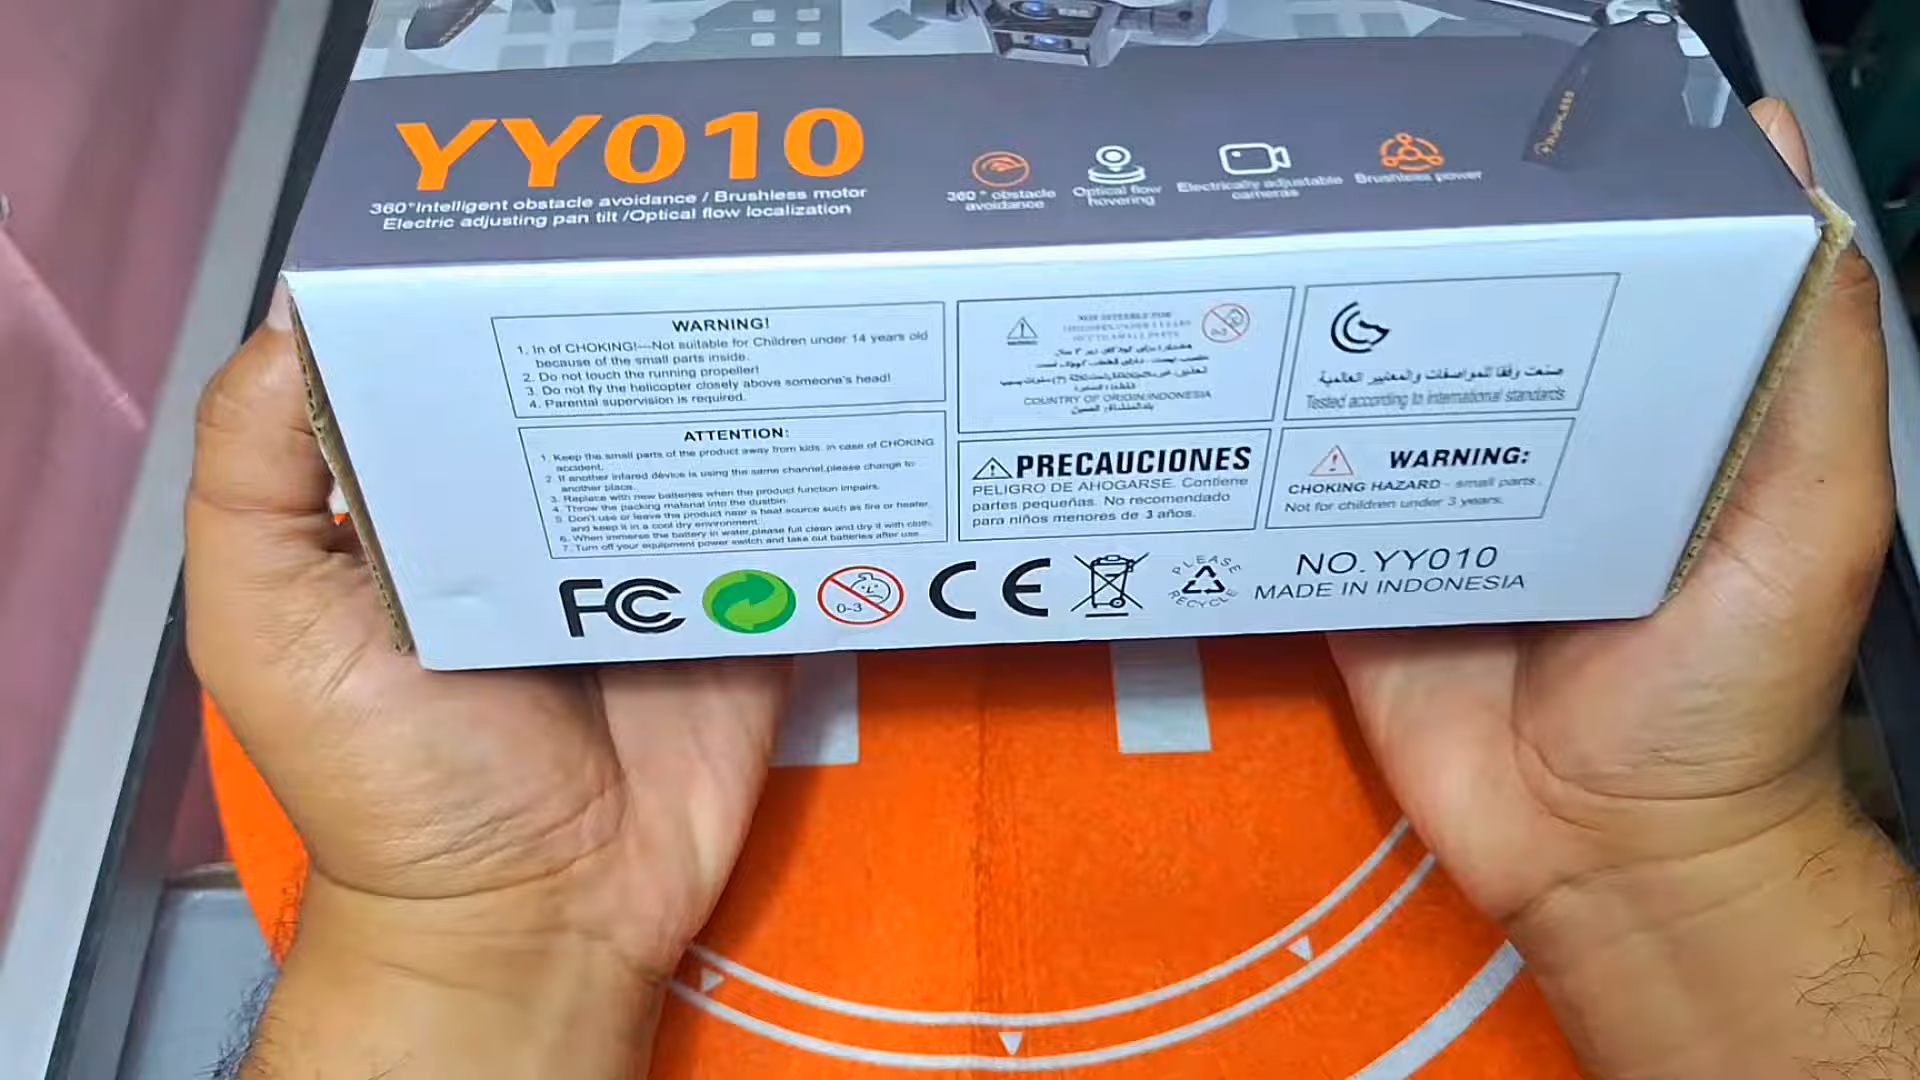 YY010
360°Intelligent obstacle avoidance / Brushless motor
Electric adjusting pan tilt /Optical flow localization
360° obstacle
avoidance
Optical flow
hovering
Electrically adjustable
cameras
Brushless power
WARNING!
1. In of CHOKING!—Not suitable for Children under 14 years old
because of the small parts inside.
2. Do not touch the running propeller!
3. Do not fly the helicopter closely above someone's head!
4. Parental supervision is required.
ATTENTION:
1. Keep the small parts of the product away from kids, in case of CHOKING
accident.
2. If another infared device is using the same channel,please change to
another place.
3. Replace with new batteries when the product function impairs.
4. Throw the packing material into the dustbin.
5. Don't use or leave the product near a heat source such as fire or heater,
and keep it in a cool dry environment.
6. When immerse the battery in water,please full clean and dry it with cloth.
7. Turn off your equipment power switch and take out batteries after use.
NOT SUITABLE FOR
CHILDREN UNDER 3 YEARS
0-3
COUNTRY OF ORIGIN:INDONESIA
صنعت وفقا للمواصفات والمعايير العالمية
Tested according to international standards
PRECAUCIONES
PELIGRO DE AHOGARSE. Contiene
partes pequeñas. No recomendado
para niños menores de 3 años.
WARNING:
CHOKING HAZARD - small parts.
Not for children under 3 years.
FC
0-3
CE
PLEASE
RECYCLE
NO.YY010
MADE IN INDONESIA